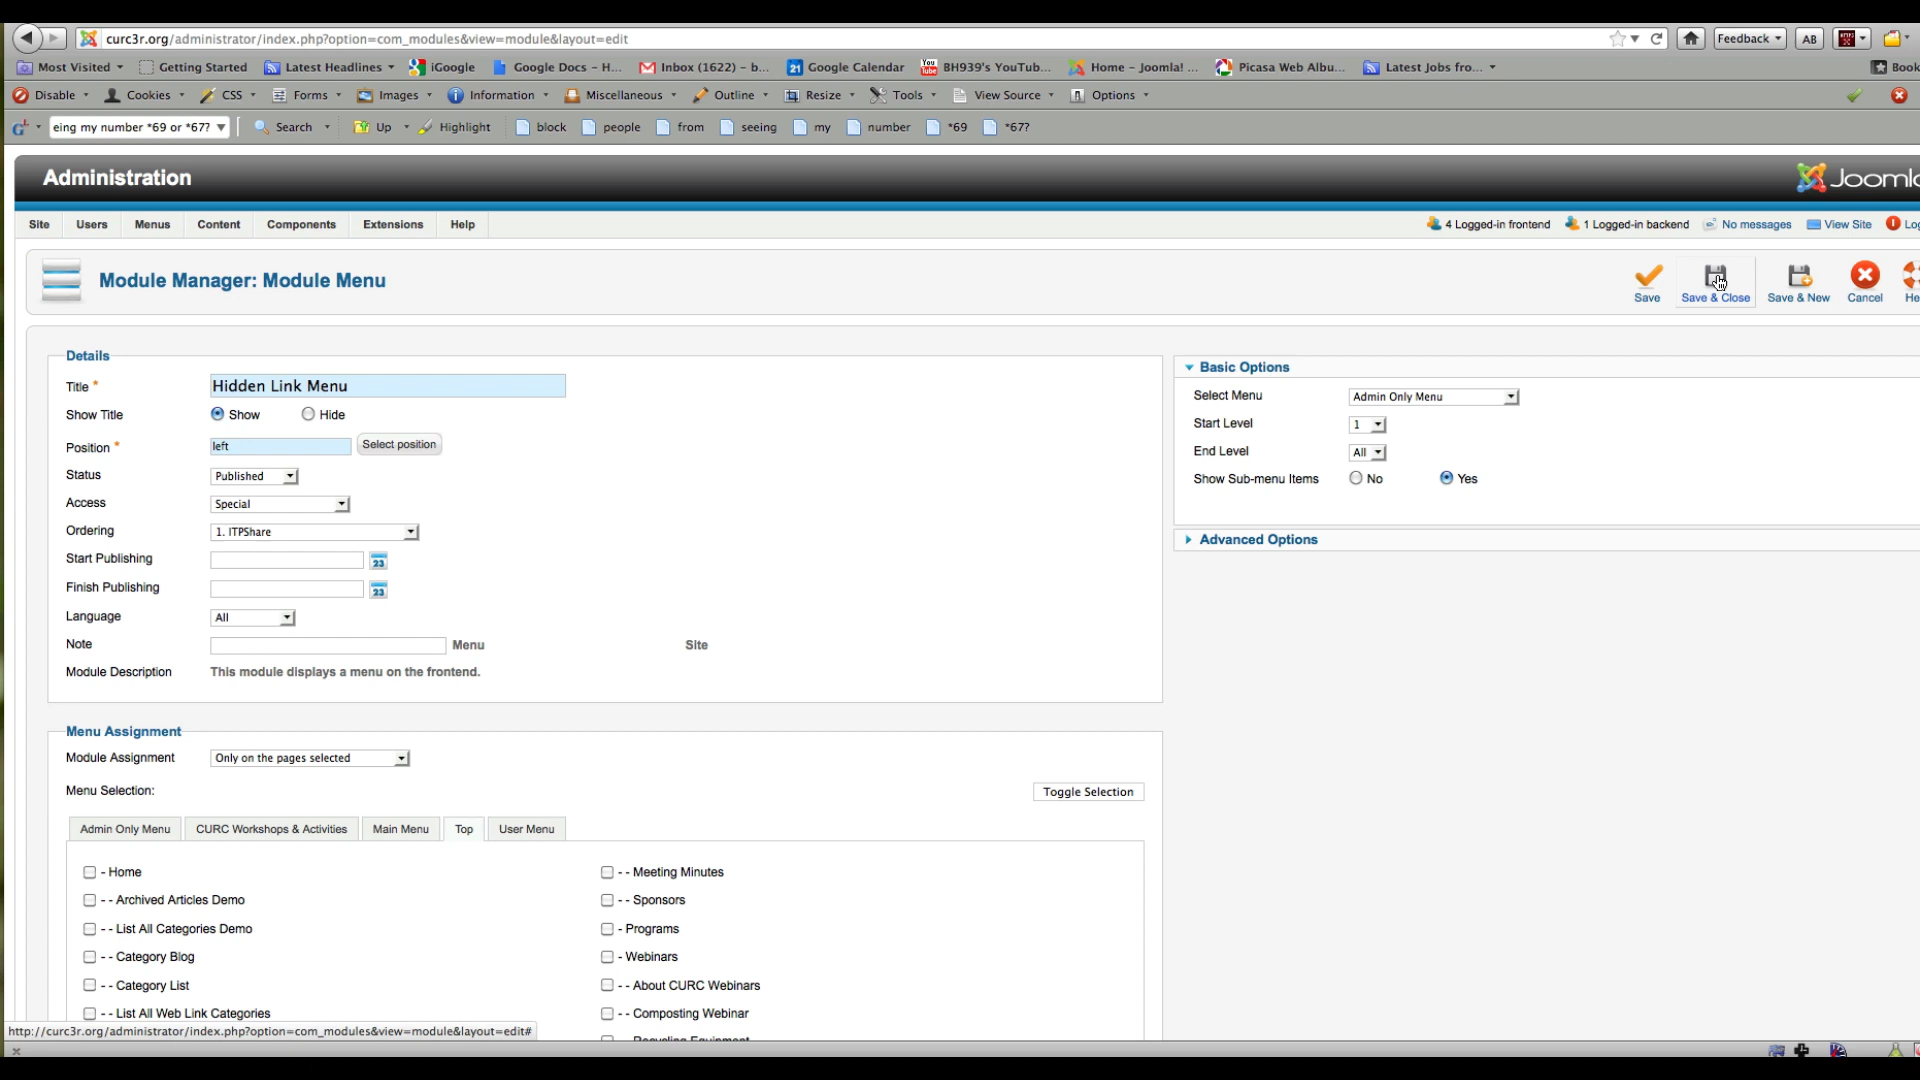 curc3r.org/administrator/index.php?option=com_modules&view=module&layout=edit Feedback AB
Most Visited Getting Started Latest Headlines iGoogle Google Docs - H... Inbox (1622) - b... 21 Google Calendar You Tube BH939's YouTub... Home - Joomla! ... Picasa Web Albu... Latest Jobs fro... Book
Disable Cookies CSS Forms Images Information Miscellaneous Outline Resize Tools View Source Options
G eing my number *69 or *67? Search Up Highlight block people from seeing my number *69 *67?
Administration Joomla
Site Users Menus Content Components Extensions Help 4 Logged-in frontend 1 Logged-in backend No messages View Site Log
Module Manager: Module Menu Save Save & Close Save & New Cancel He
Details
Title * Hidden Link Menu
Show Title Show Hide
Position * left Select position
Status Published
Access Special
Ordering 1. ITPShare
Start Publishing 23
Finish Publishing 23
Language All
Note Menu Site
Module Description This module displays a menu on the frontend.
Basic Options
Select Menu Admin Only Menu
Start Level 1
End Level All
Show Sub-menu Items No Yes
Advanced Options
Menu Assignment
Module Assignment Only on the pages selected
Menu Selection: Toggle Selection
Admin Only Menu CURC Workshops & Activities Main Menu Top User Menu
- Home - - Meeting Minutes
- - Archived Articles Demo - - Sponsors
- - List All Categories Demo - Programs
- - Category Blog - Webinars
- - Category List - - About CURC Webinars
- - List All Web Link Categories - - Composting Webinar
http://curc3r.org/administrator/index.php?option=com_modules&view=module&layout=edit# - - Recycling Equipment